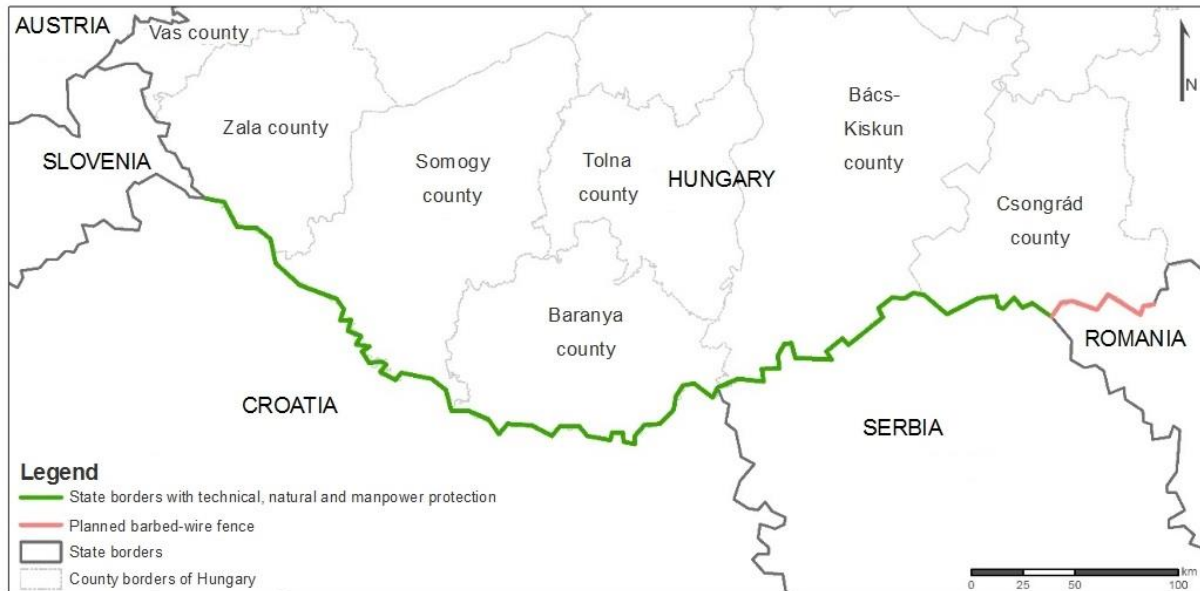 AUSTRIA
Vas county
N
Zala county
SLOVENIA
Somogy
county
Tolna
county
HUNGARY
Bács-
Kiskun
county
Csongrád
county
Baranya
county
ROMANIA
CROATIA
SERBIA
Legend
State borders with technical, natural and manpower protection
Planned barbed-wire fence
State borders
County borders of Hungary
km
0 25 50 100